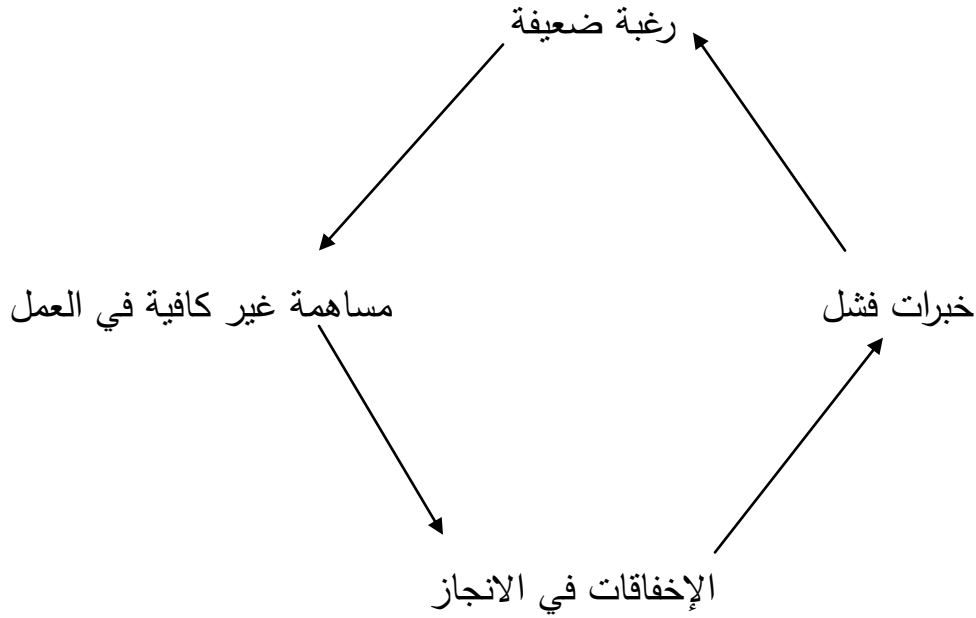 رغبة ضعيفة
خبرات فشل
مساهمة غير كافية في العمل
الإخفاقات في الانجاز